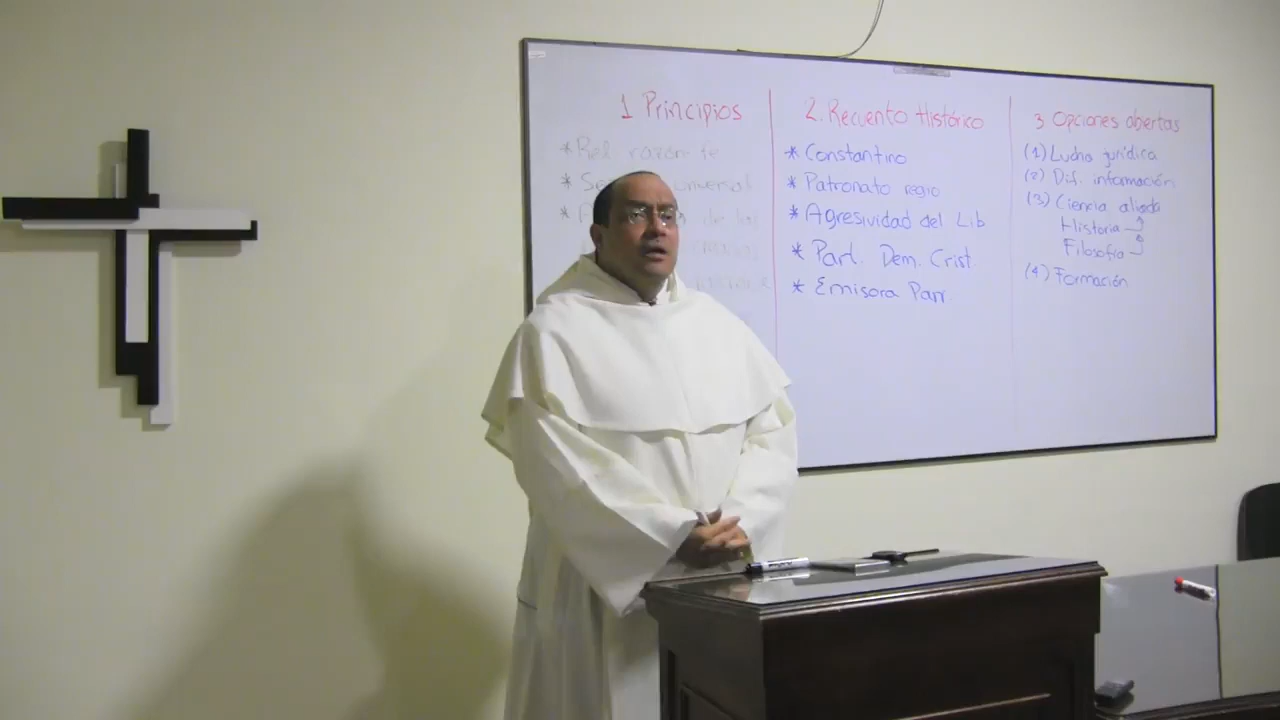 1 Principios
* Rel razón-fe
* universal
2. Recuento Histórico
* Constantino
* Patronato regio
* Agresividad del Lib
* Part. Dem. Crist.
* Emisora Parr
3 Opciones abiertas
(1) Lucha jurídica
(2) Dif. información
(3) Ciencia aliada
Historia
Filosofía
(4) Formación